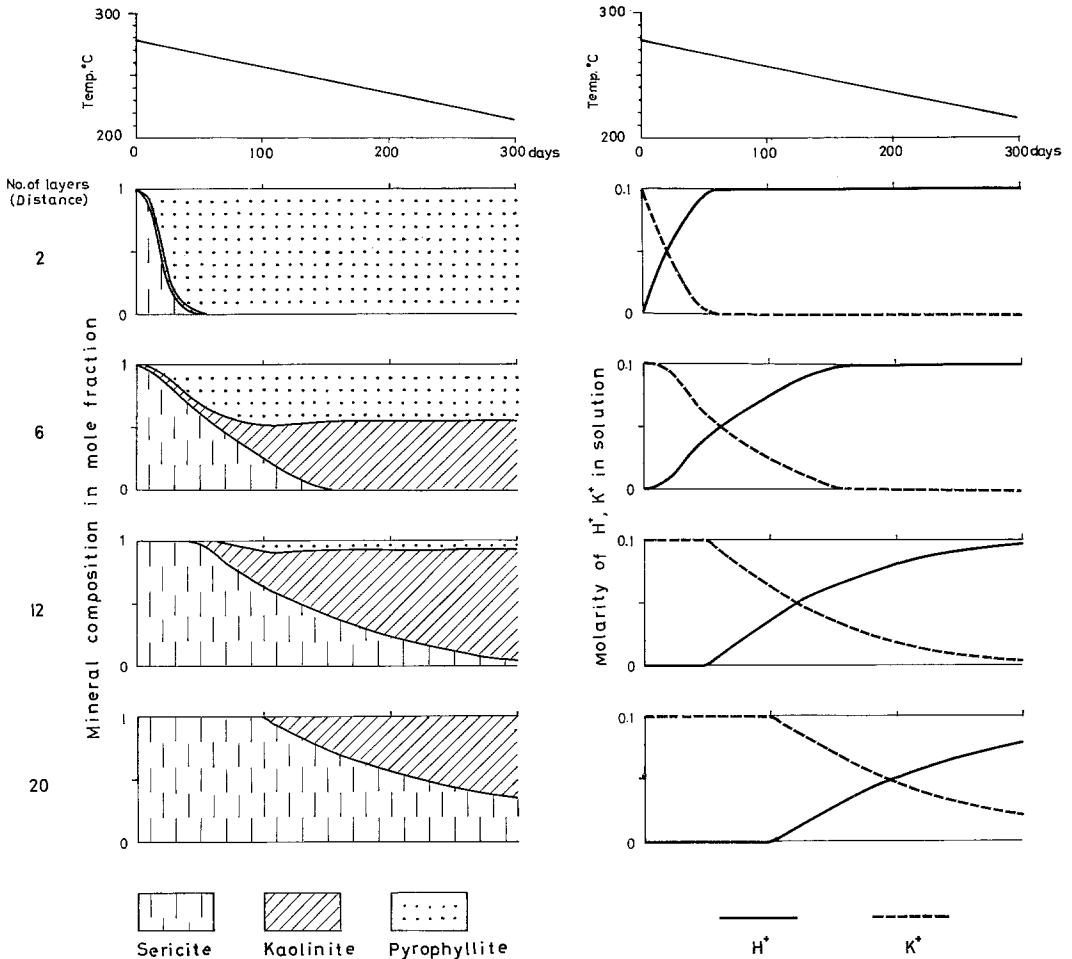 300
Temp.°C
200
0
100
200
300 days
300
Temp.°C
200
0
100
200
300 days
No. of layers
(Distance)
Mineral composition in mole fraction
Molarity of H⁺, K⁺ in solution
2
1
0
0.1
0
6
1
0
0.1
0
12
1
0
0.1
0
20
1
0
0.1
0
Sericite
Kaolinite
Pyrophyllite
H⁺
K⁺